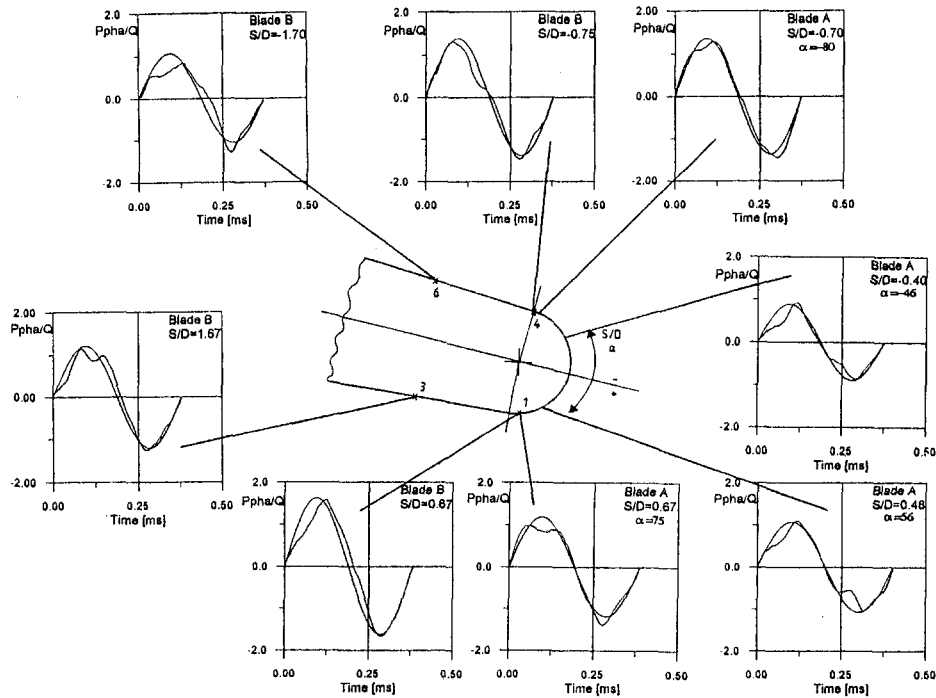 Blade B
Ppha/Q
S/D=-1.70
0.0
-2.0
0.00
0.25
0.50
Time [ms]
2.0
Blade B
Ppha/Q
S/D=-0.75
0.0
-2.0
0.00
0.25
0.50
Time [ms]
2.0
Blade A
Ppha/Q
S/D=-0.70
α=-80
0.0
-2.00
0.00
0.25
0.50
Time [ms]
2.0
Blade A
Ppha/Q
S/D=-0.40
α=-46
0.0
-2.0
0.00
0.25
0.50
Time [ms]
2.0
Blade B
Ppha/Q
S/D=1.67
0.0
-2.00
0.00
0.25
0.50
Time [ms]
6
4
S/D
α
-
+
3
1
2.0
Blade B
Ppha/Q
S/D=0.67
0.0
-2.0
0.00
0.25
0.50
Time [ms]
2.0
Blade A
Ppha/Q
S/D=0.67
α=75
0.0
-2.0
0.00
0.25
0.50
Time [ms]
2.0
Blade A
Ppha/Q
S/D=0.48
α=56
0.0
-2.0
0.00
0.25
0.50
Time [ms]